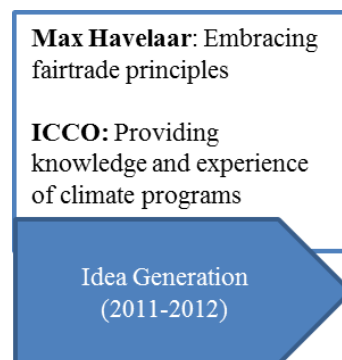 Max Havelaar: Embracing
fairtrade principles
ICCO: Providing
knowledge and experience
of climate programs
Idea Generation
(2011-2012)